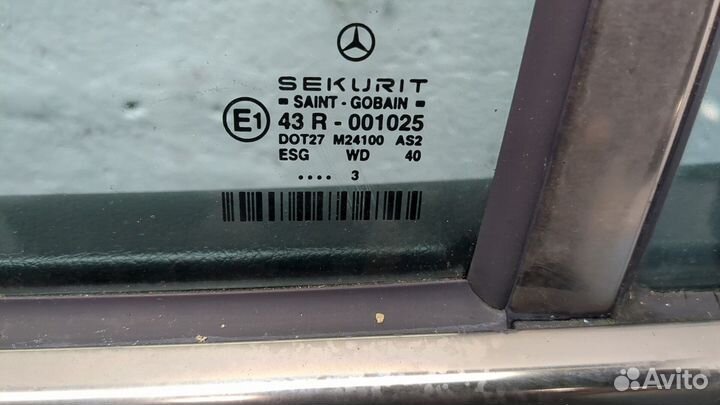 SEKURIT
SAINT - GOBAIN
E1
43 R - 001025
DOT27 M24100 AS2
ESG WD 40
.... 3
Avito